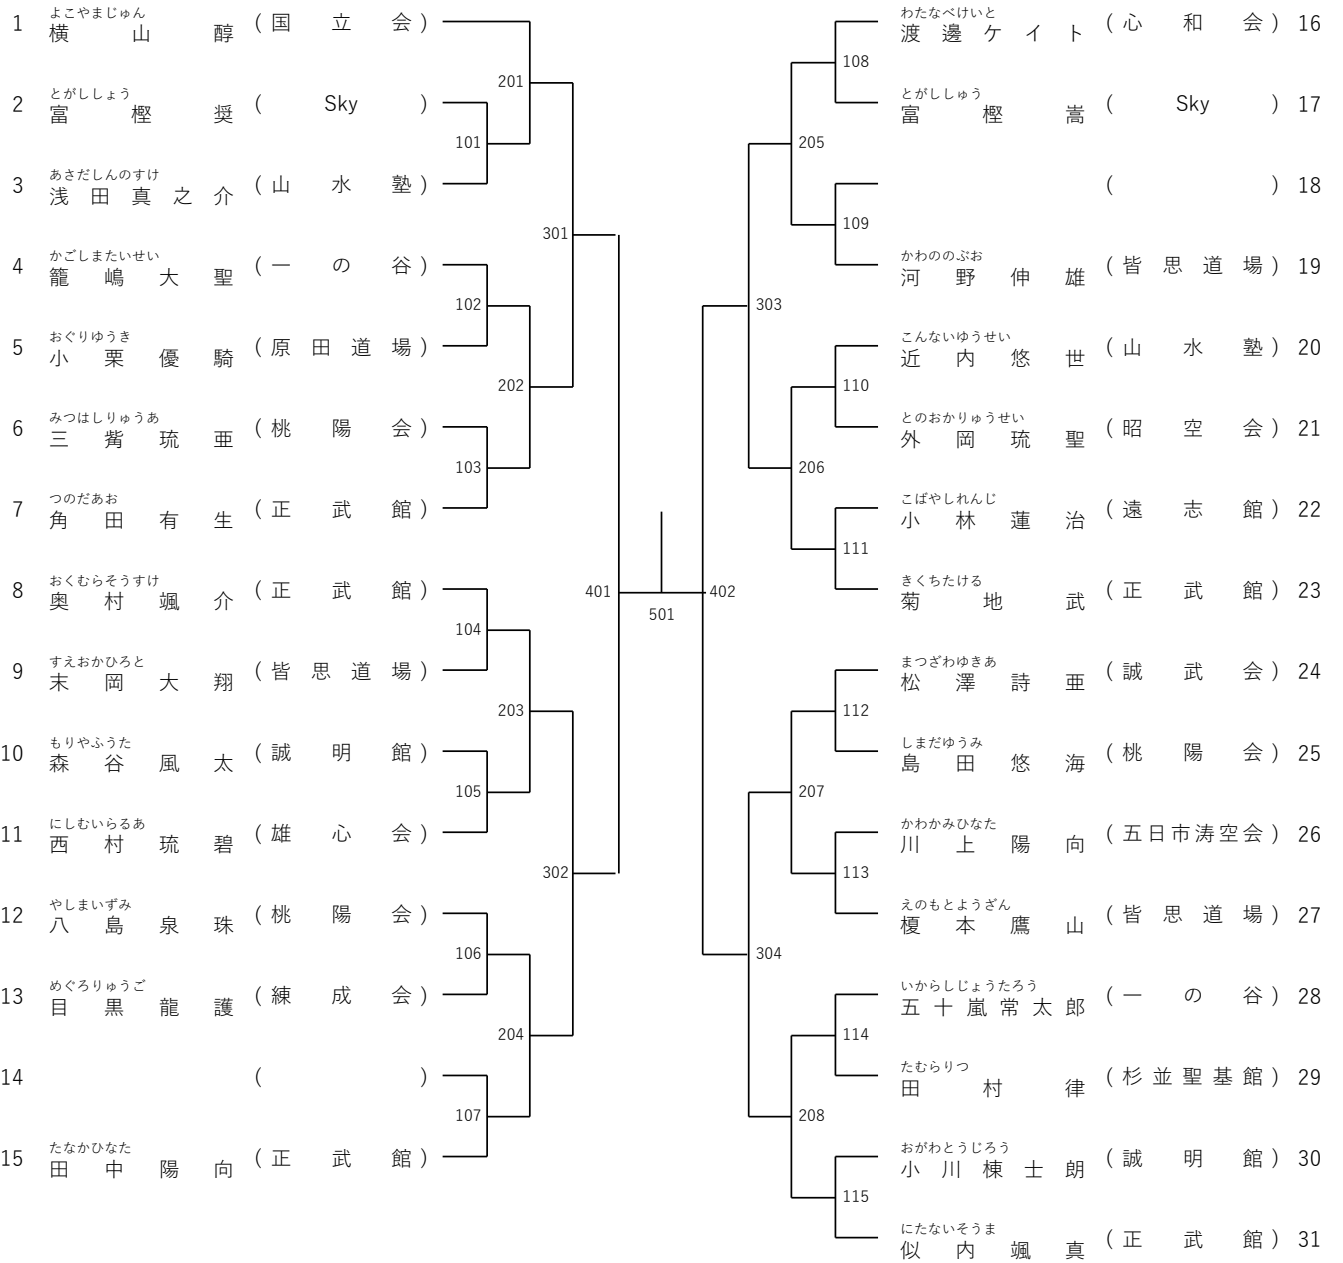 よこやまじゅん
1 横山醇 (国立会)
201
とがししょう
2 富樫奨 (Sky)
101
あさだしんのすけ
3 浅田真之介 (山水塾)
301
かごしまたいせい
4 籠嶋大聖 (一の谷)
102
おぐりゆうき
5 小栗優騎 (原田道場)
202
みつはしりゅうあ
6 三觜琉亜 (桃陽会)
103
つのだあお
7 角田有生 (正武館)
おくむらそうすけ
8 奥村颯介 (正武館)
104
すえおかひろと
9 末岡大翔 (皆思道場)
203
もりやふうた
10 森谷風太 (誠明館)
105
にしむいらるあ
11 西村琉碧 (雄心会)
302
やしまいずみ
12 八島泉珠 (桃陽会)
106
めぐろりゅうご
13 目黒龍護 (練成会)
204
14 ( )
107
たなかひなた
15 田中陽向 (正武館)
401
501
402
わたなべけいと
渡邊ケイト (心和会) 16
108
とがししゅう
富樫嵩 (Sky) 17
205
( ) 18
109
かわののぶお
河野伸雄 (皆思道場) 19
303
こんないゆうせい
近内悠世 (山水塾) 20
110
とのおかりゅうせい
外岡琉聖 (昭空会) 21
206
こばやしれんじ
小林蓮治 (遠志館) 22
111
きくちたける
菊地武 (正武館) 23
まつざわゆきあ
松澤詩亜 (誠武会) 24
112
しまだゆうみ
島田悠海 (桃陽会) 25
207
かわかみひなた
川上陽向 (五日市涛空会) 26
113
えのもとようざん
榎本鷹山 (皆思道場) 27
304
いからしじょうたろう
五十嵐常太郎 (一の谷) 28
114
たむらりつ
田村律 (杉並聖基館) 29
208
おがわとうじろう
小川棟士朗 (誠明館) 30
115
にたないそうま
似内颯真 (正武館) 31